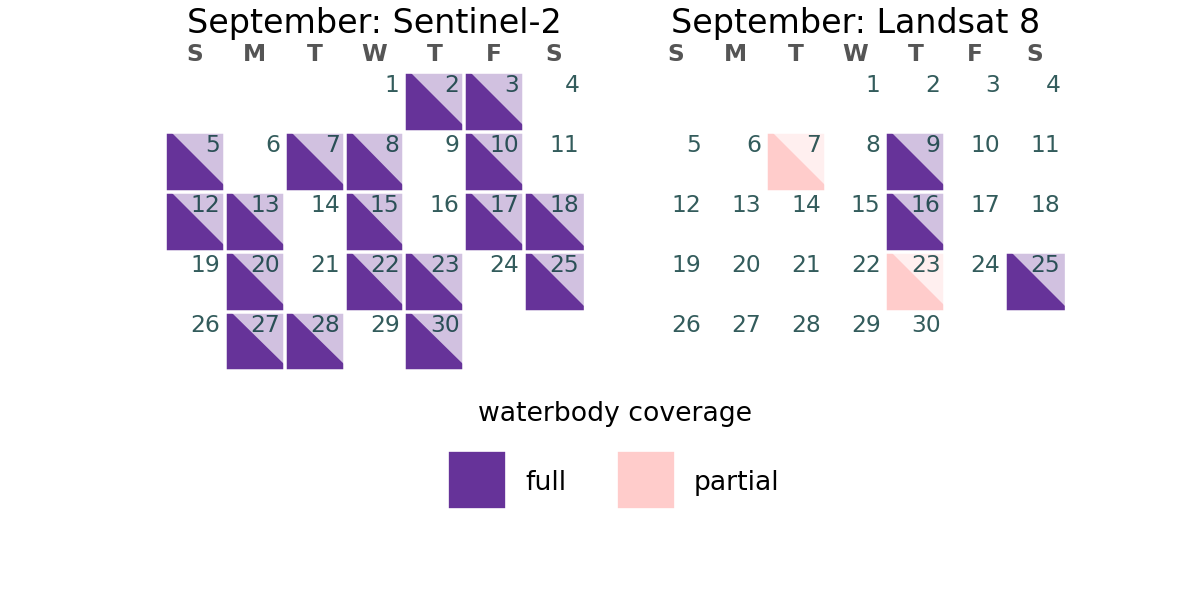 September: Sentinel-2
S M T W T F S
1 2 3 4
5 6 7 8 9 10 11
12 13 14 15 16 17 18
19 20 21 22 23 24 25
26 27 28 29 30
September: Landsat 8
S M T W T F S
1 2 3 4
5 6 7 8 9 10 11
12 13 14 15 16 17 18
19 20 21 22 23 24 25
26 27 28 29 30
waterbody coverage
full partial